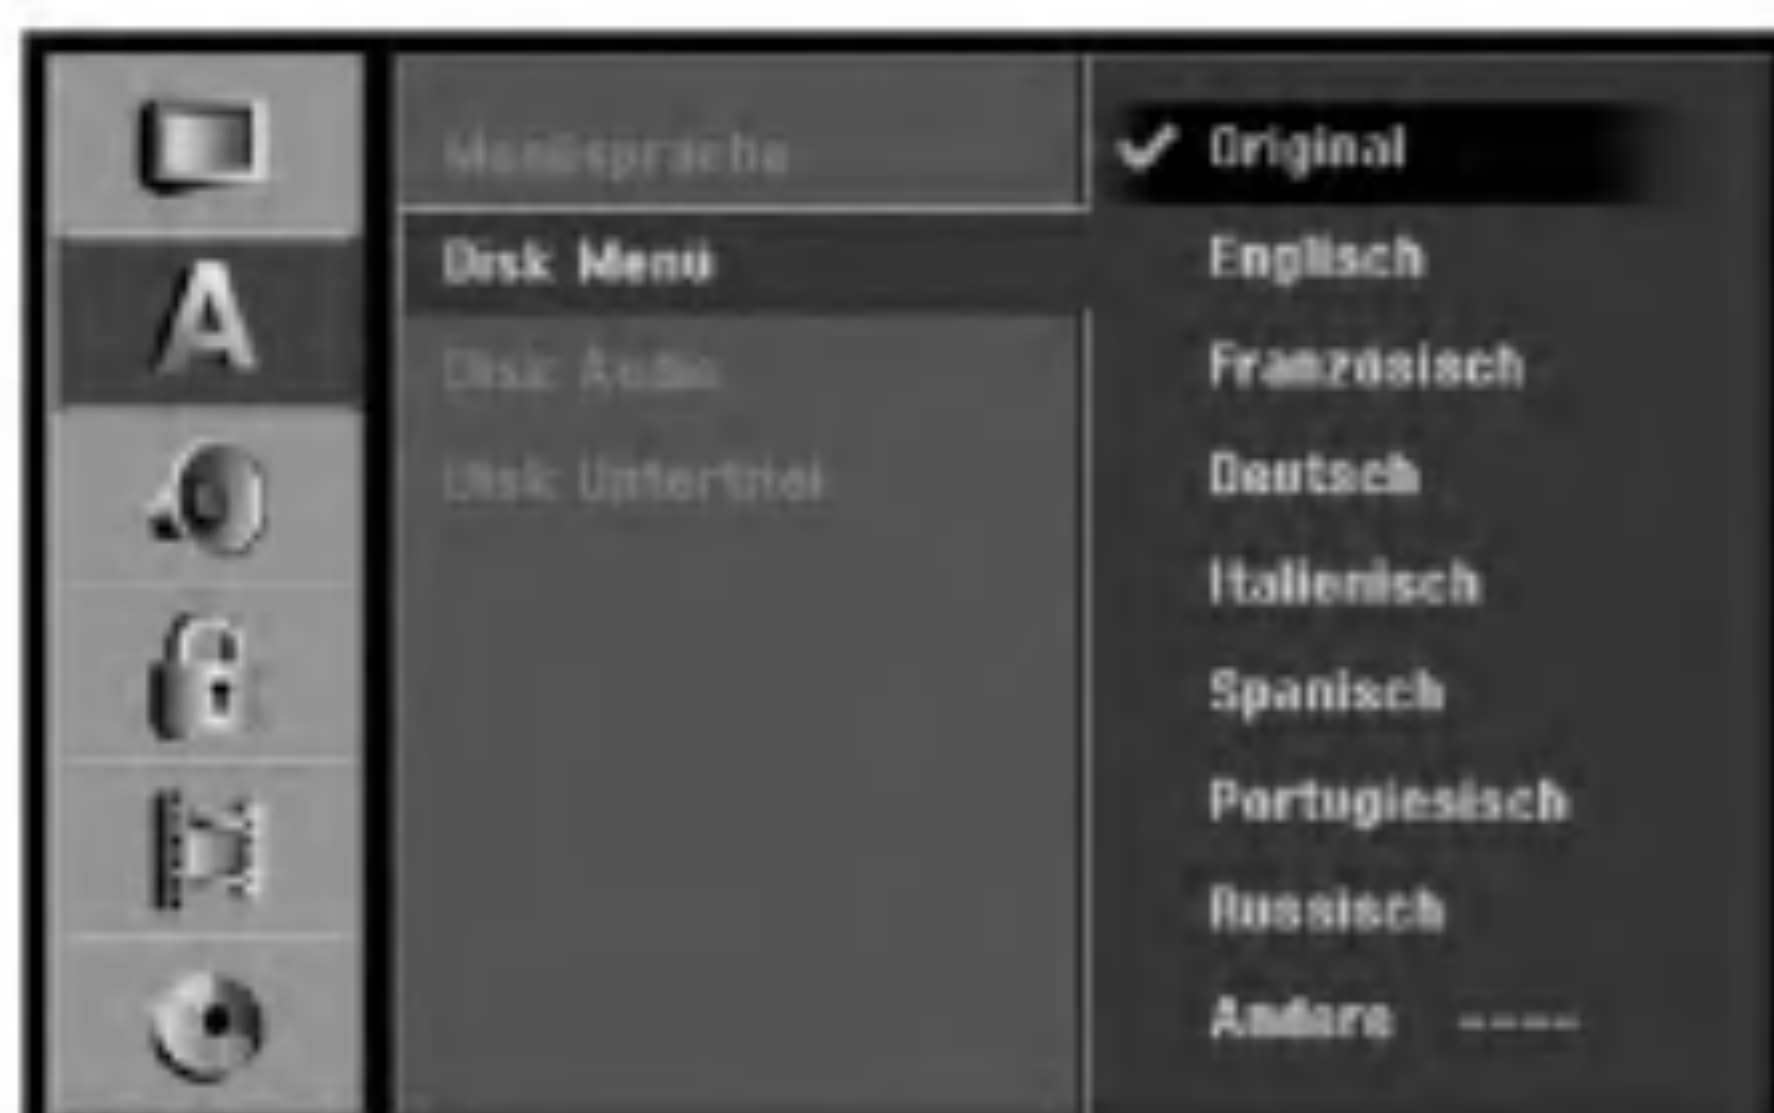 A
Menüsprache
Disk Menü
Disk Audio
Disk Untertitel
Original
Englisch
Französisch
Deutsch
Italienisch
Spanisch
Portugiesisch
Russisch
Andere ----